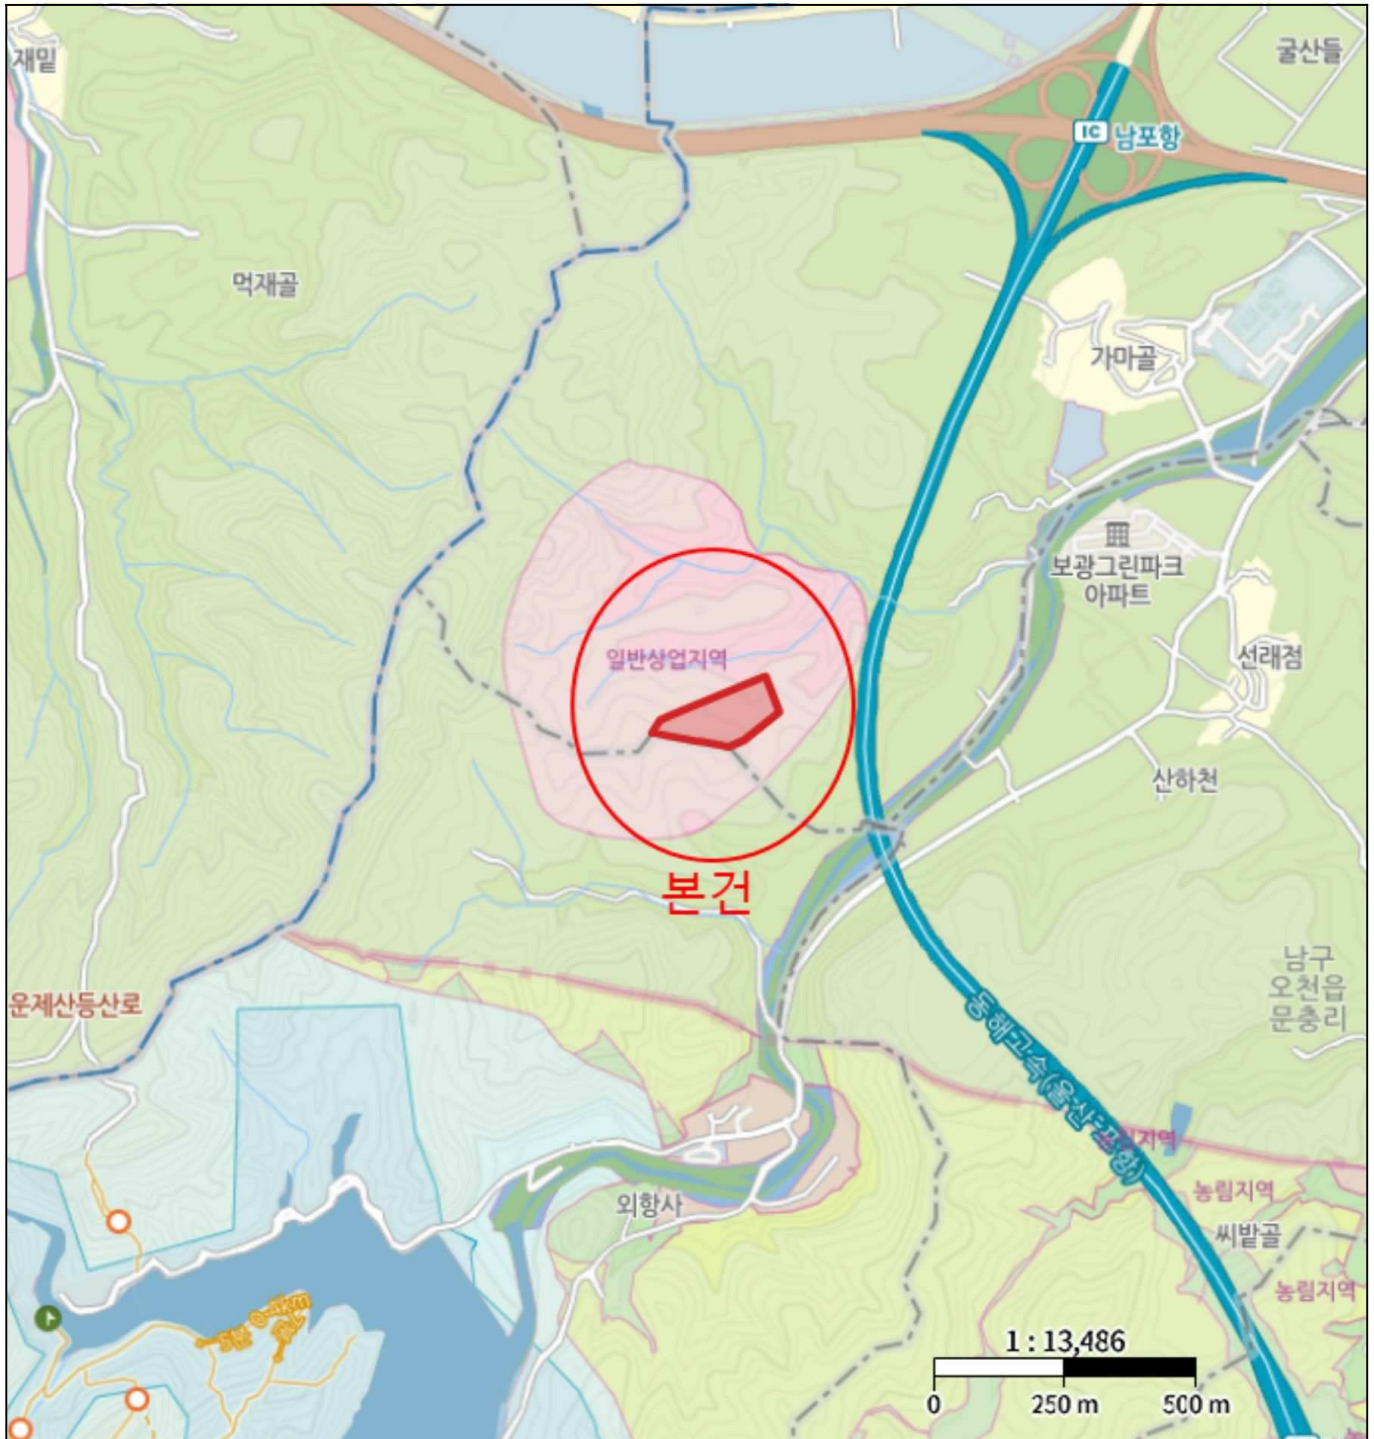 재밑
굴산들
IC 남포항
먹재골
가마골
보광그린파크
아파트
일반상업지역
선래점
산하천
본건
남구
오천읍
문충리
운제산등산로
동해고속(울산-포항)
농림지역
외항사
농림지역
씨밭골
농림지역
1 : 13,486
0 250 m 500 m